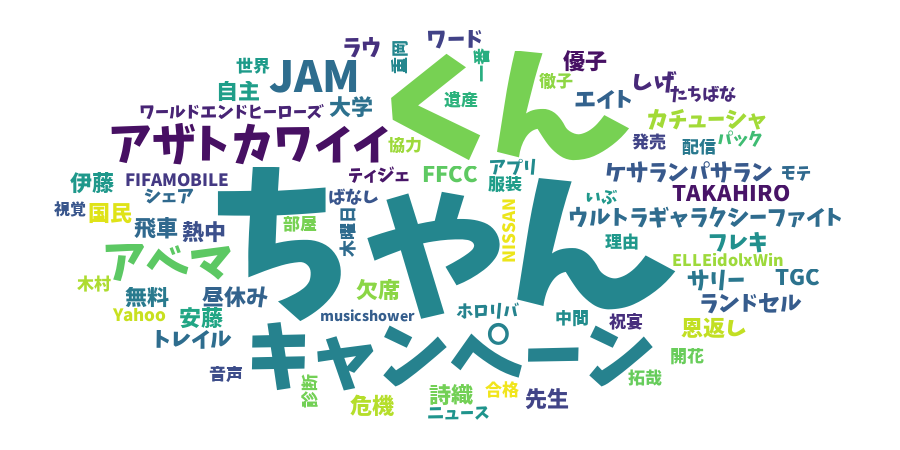 ラウ
重岡
ワード
一番
優子
世界
JAM
くん
徹子
しげ
たちばな
自主
大学
遺産
エイト
カチューシャ
ワールドエンドヒーローズ
アザトカワイイ
協力
発売
配信
パック
ティジェ
FFCC
アプリ
服装
ケサランパサラン
モテ
伊藤
FIFAMOBILE
シェア
ばなし
ちゃん
いぶ
TAKAHIRO
視覚
国民
飛車
熱中
部屋
木曜日
NISSAN
ウルトラギャラクシーファイト
理由
フレキ
アベマ
ELLEidolxWin
木村
無料
昼休み
欠席
サリー
TGC
ランドセル
Yahoo
安藤
musicshower
ホロリバ
中間
祝宴
恩返し
トレイル
キャンペーン
開花
音声
診断
拓哉
危機
詩織
合格
先生
ニュース